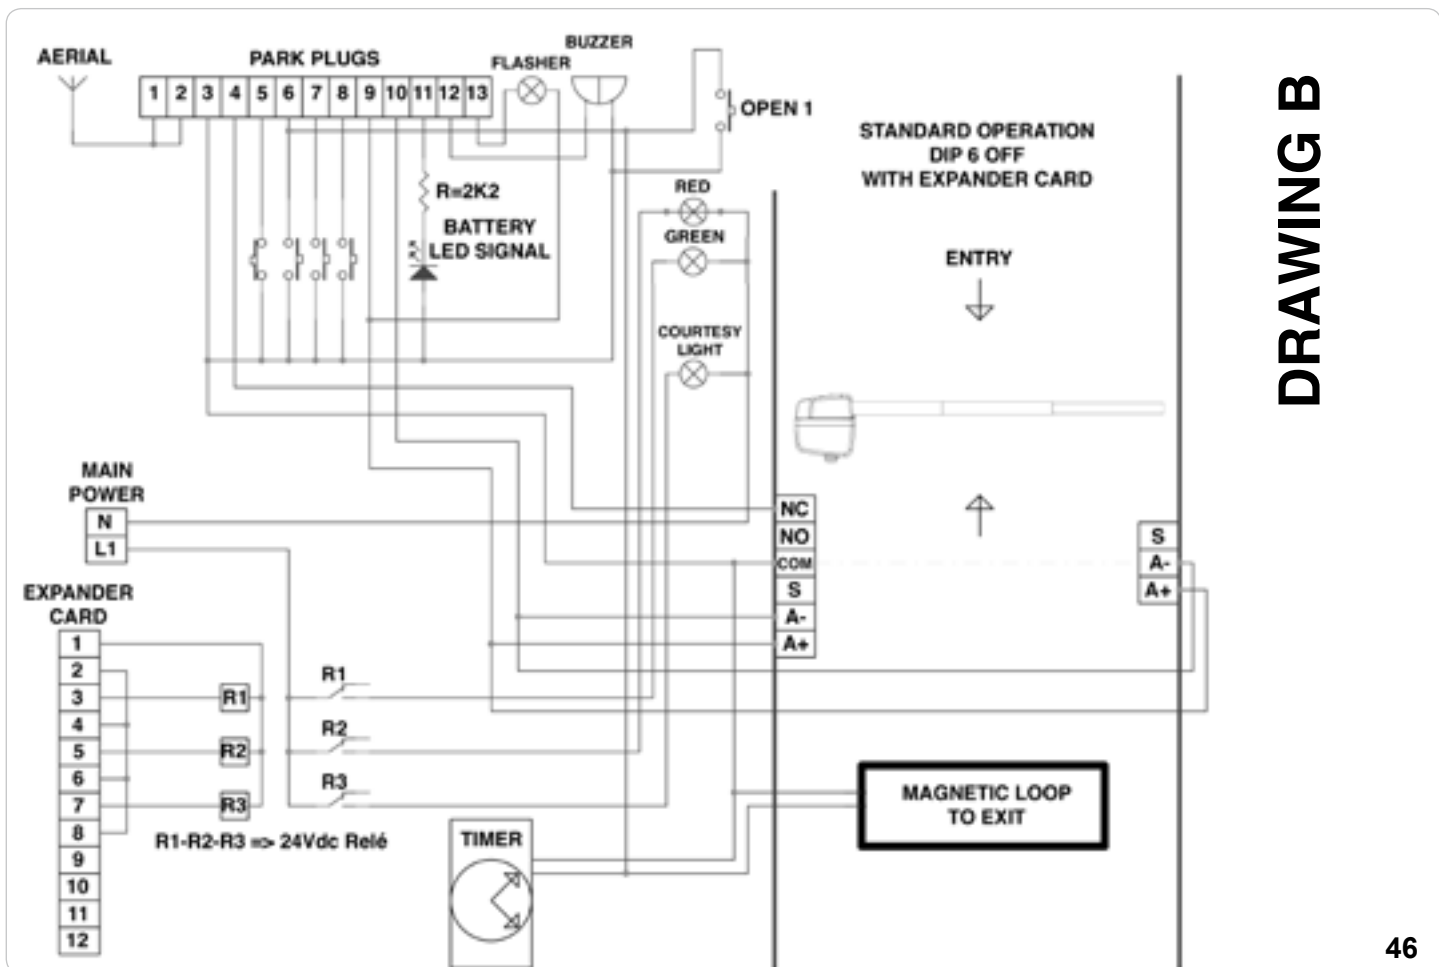 AERIAL
PARK PLUGS
FLASHER
BUZZER
1 2 3 4 5 6 7 8 9 10 11 12 13
OPEN 1
R=2K2
BATTERY
LED SIGNAL
RED
GREEN
COURTESY
LIGHT
STANDARD OPERATION
DIP 6 OFF
WITH EXPANDER CARD
ENTRY
DRAWING B
MAIN
POWER
N
L1
NC
NO
COM
S
A-
A+
S
A-
A+
EXPANDER
CARD
1
2
3
4
5
6
7
8
9
10
11
12
R1
R2
R3
R1
R2
R3
R1-R2-R3 => 24Vdc Relé
TIMER
MAGNETIC LOOP
TO EXIT
46